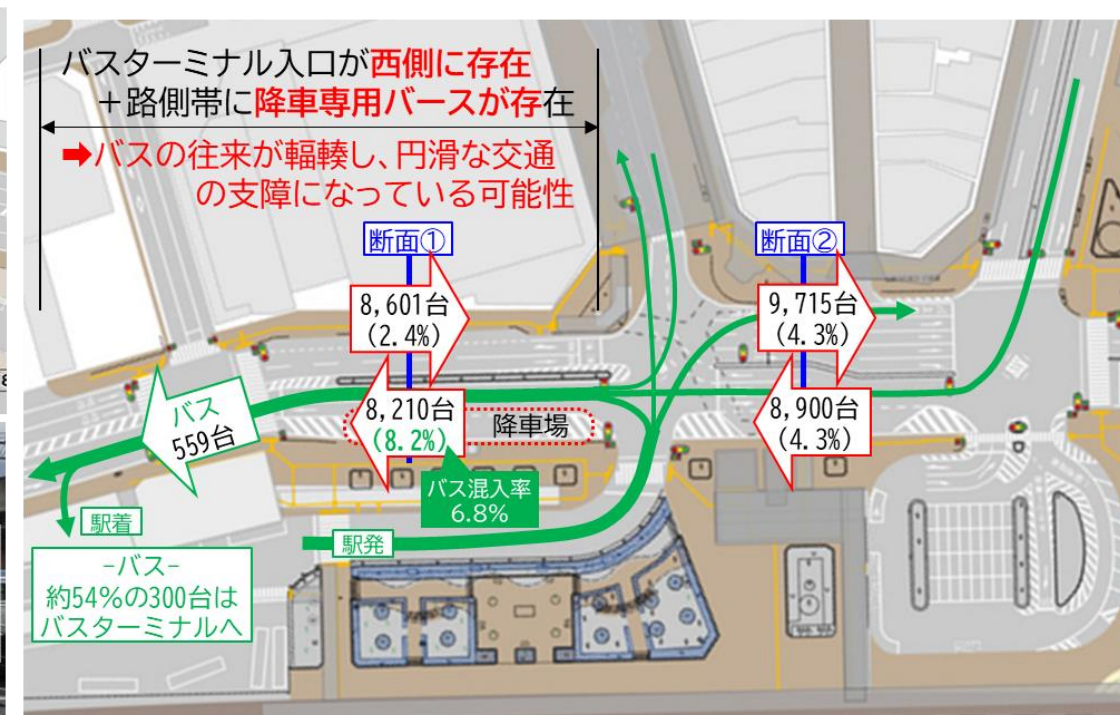 バスターミナル入口が西側に存在
＋路側帯に降車専用バースが存在
➡バスの往来が輻輳し、円滑な交通
の支障になっている可能性
断面①
断面②
8,601台
(2.4%)
9,715台
(4.3%)
8,210台
(8.2%)
降車場
8,900台
(4.3%)
バス
559台
バス混入率
6.8%
駅着
駅発
-バス-
約54%の300台は
バスターミナルへ